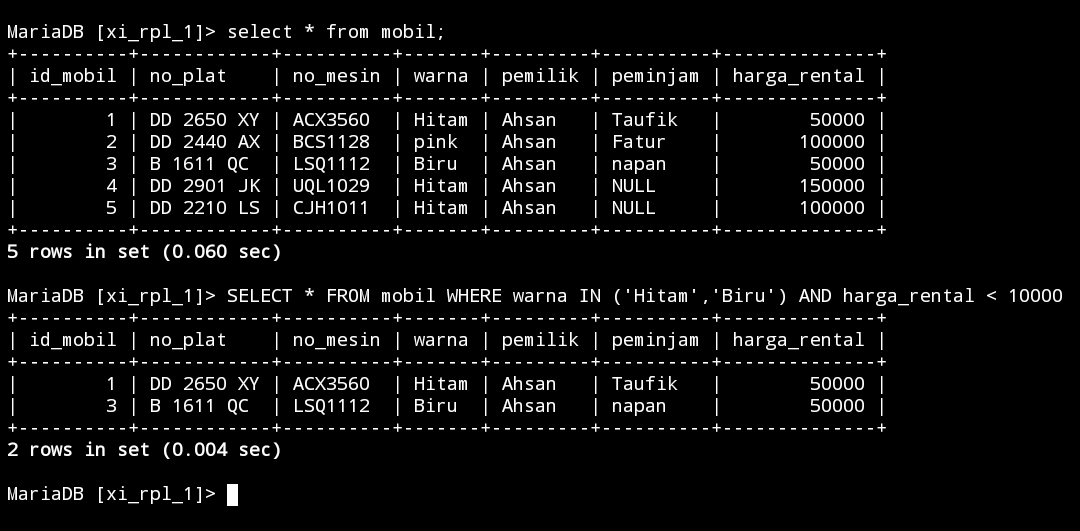 MariaDB [xi_rpl_1]> select * from mobil;
+----------+------------+----------+-------+---------+----------+--------------+
| id_mobil | no_plat    | no_mesin | warna | pemilik | peminjam | harga_rental |
+----------+------------+----------+-------+---------+----------+--------------+
|        1 | DD 2650 XY | ACX3560  | Hitam | Ahsan   | Taufik   |        50000 |
|        2 | DD 2440 AX | BCS1128  | pink  | Ahsan   | Fatur    |       100000 |
|        3 | B 1611 QC  | LSQ1112  | Biru  | Ahsan   | napan    |        50000 |
|        4 | DD 2901 JK | UQL1029  | Hitam | Ahsan   | NULL     |       150000 |
|        5 | DD 2210 LS | CJH1011  | Hitam | Ahsan   | NULL     |       100000 |
+----------+------------+----------+-------+---------+----------+--------------+
5 rows in set (0.060 sec)
MariaDB [xi_rpl_1]> SELECT * FROM mobil WHERE warna IN ('Hitam','Biru') AND harga_rental < 10000
+----------+------------+----------+-------+---------+----------+--------------+
| id_mobil | no_plat    | no_mesin | warna | pemilik | peminjam | harga_rental |
+----------+------------+----------+-------+---------+----------+--------------+
|        1 | DD 2650 XY | ACX3560  | Hitam | Ahsan   | Taufik   |        50000 |
|        3 | B 1611 QC  | LSQ1112  | Biru  | Ahsan   | napan    |        50000 |
+----------+------------+----------+-------+---------+----------+--------------+
2 rows in set (0.004 sec)
MariaDB [xi_rpl_1]>